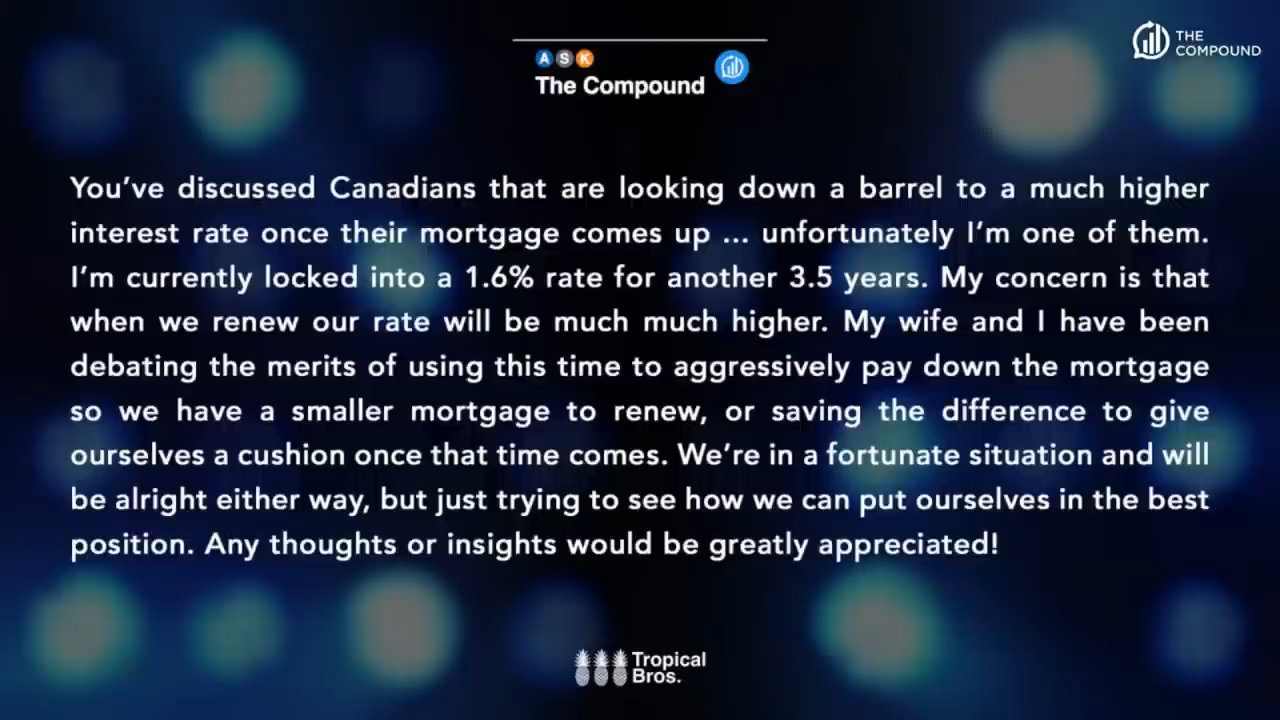 ASK
The Compound
THE
COMPOUND
You've discussed Canadians that are looking down a barrel to a much higher
interest rate once their mortgage comes up ... unfortunately I'm one of them.
I'm currently locked into a 1.6% rate for another 3.5 years. My concern is that
when we renew our rate will be much much higher. My wife and I have been
debating the merits of using this time to aggressively pay down the mortgage
so we have a smaller mortgage to renew, or saving the difference to give
ourselves a cushion once that time comes. We're in a fortunate situation and will
be alright either way, but just trying to see how we can put ourselves in the best
position. Any thoughts or insights would be greatly appreciated!
Tropical
Bros.